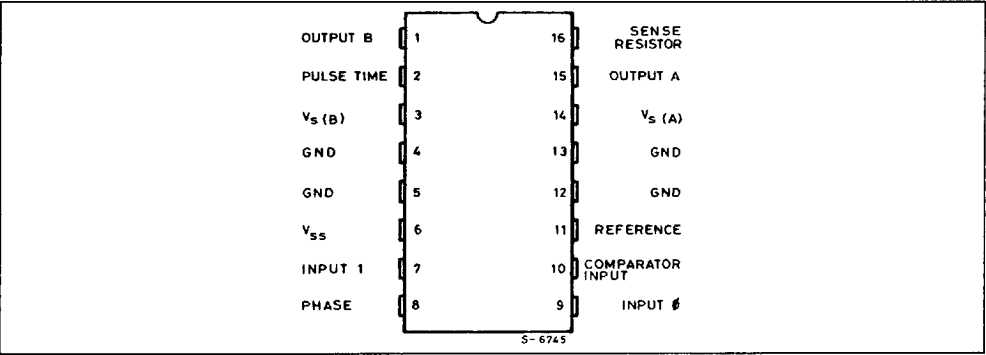 OUTPUT B 1 16 SENSE RESISTOR
PULSE TIME 2 15 OUTPUT A
Vs (B) 3 14 Vs (A)
GND 4 13 GND
GND 5 12 GND
Vss 6 11 REFERENCE
INPUT 1 7 10 COMPARATOR INPUT
PHASE 8 9 INPUT 0
S-6745